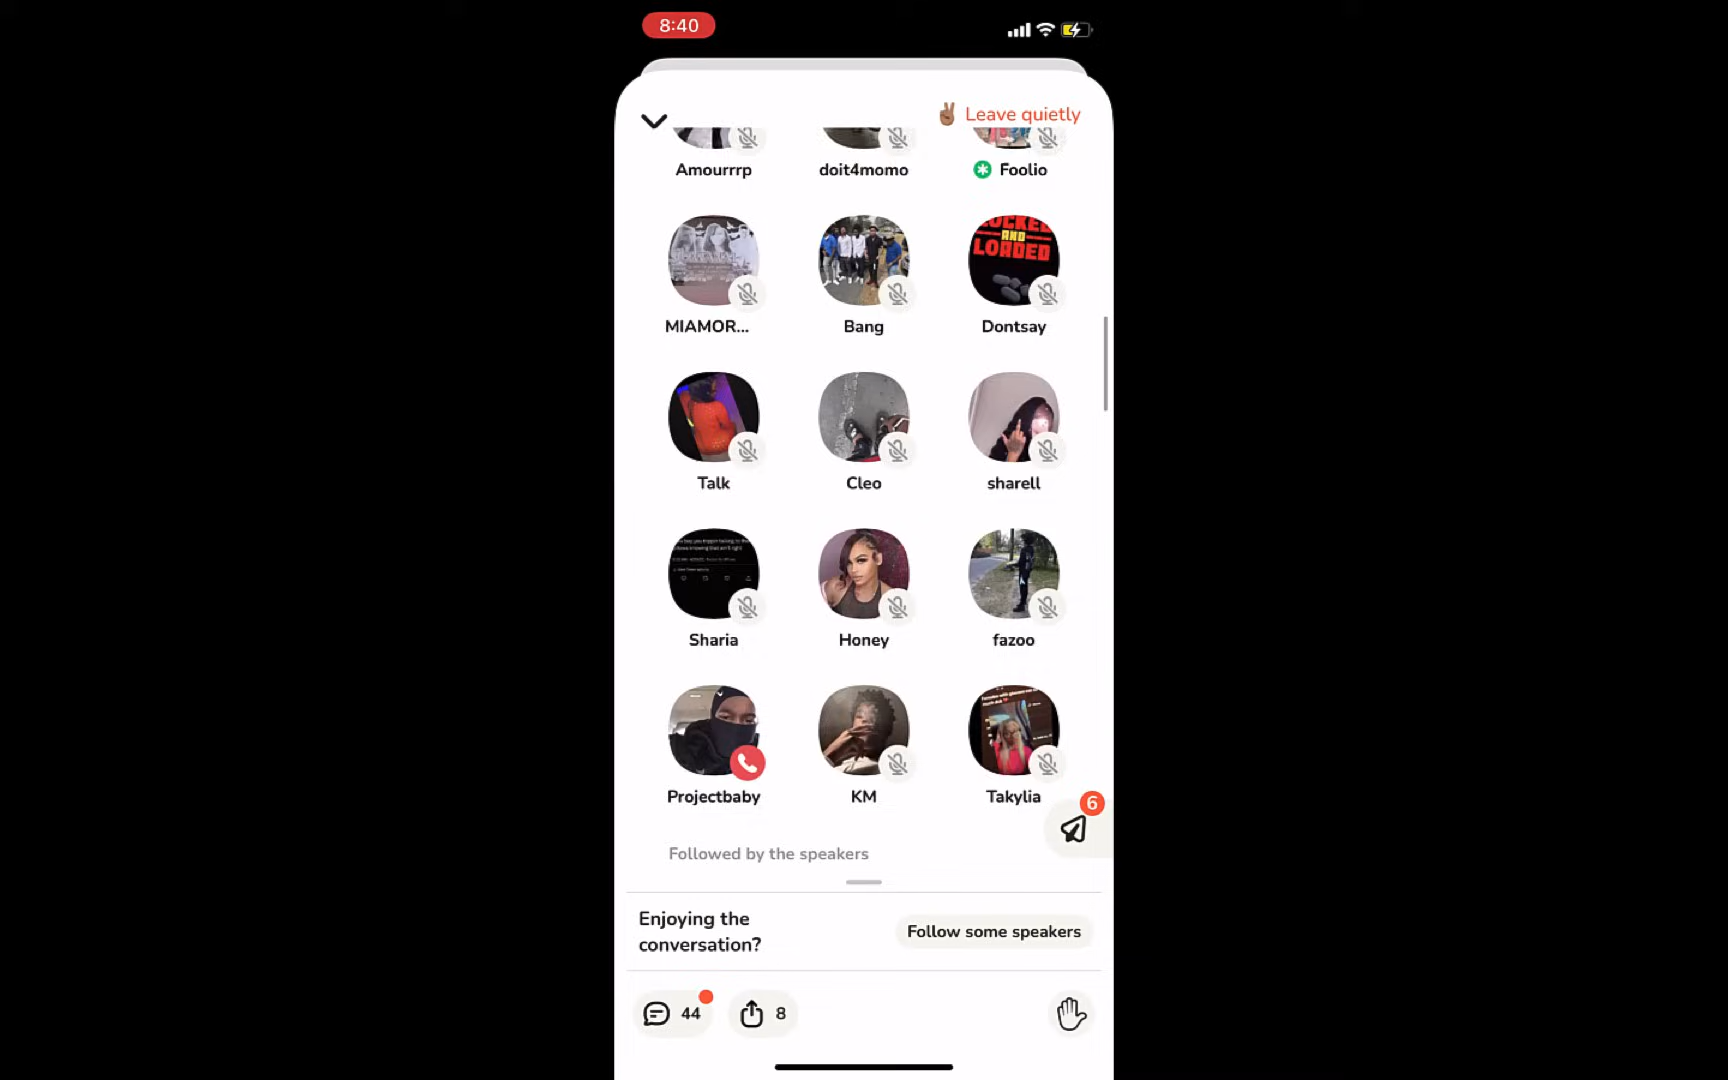 8:40
Leave quietly
Amourrrp
doit4momo
Foolio
AND
LOADED
MIAMOR...
Bang
Dontsay
Talk
Cleo
sharell
Sharia
Honey
fazoo
Projectbaby
KM
Takylia
6
Followed by the speakers
Enjoying the
conversation?
Follow some speakers
44
8